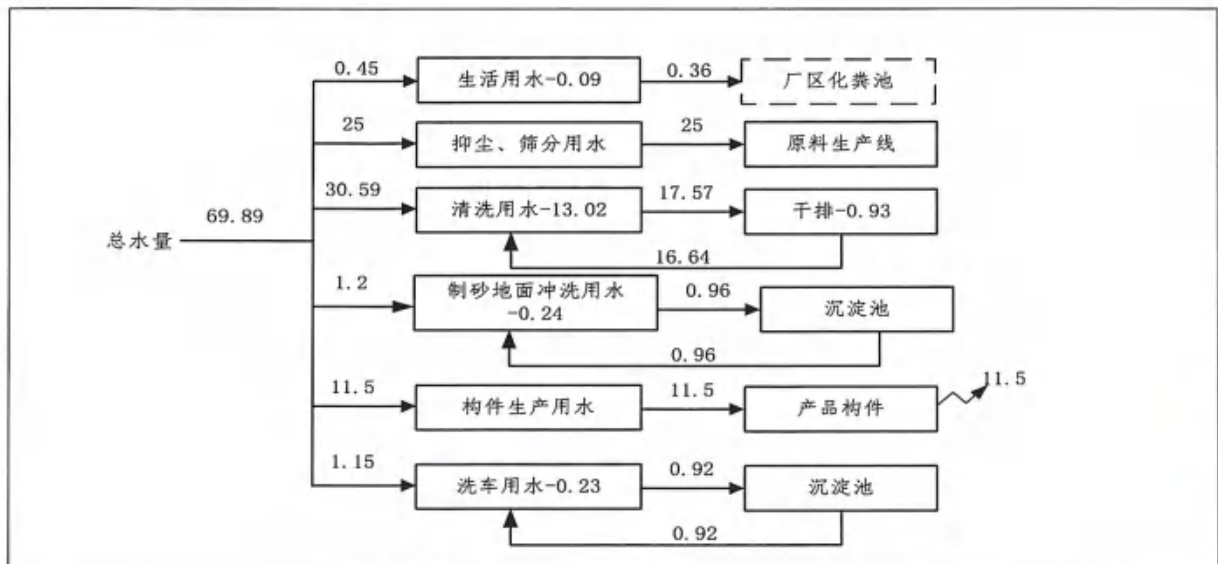 0.45
生活用水-0.09
0.36
厂区化粪池
25
抑尘、筛分用水
25
原料生产线
30.59
清洗用水-13.02
17.57
干排-0.93
16.64
总水量
69.89
1.2
制砂地面冲洗用水
-0.24
0.96
沉淀池
0.96
11.5
构件生产用水
11.5
产品构件
11.5
1.15
洗车用水-0.23
0.92
沉淀池
0.92